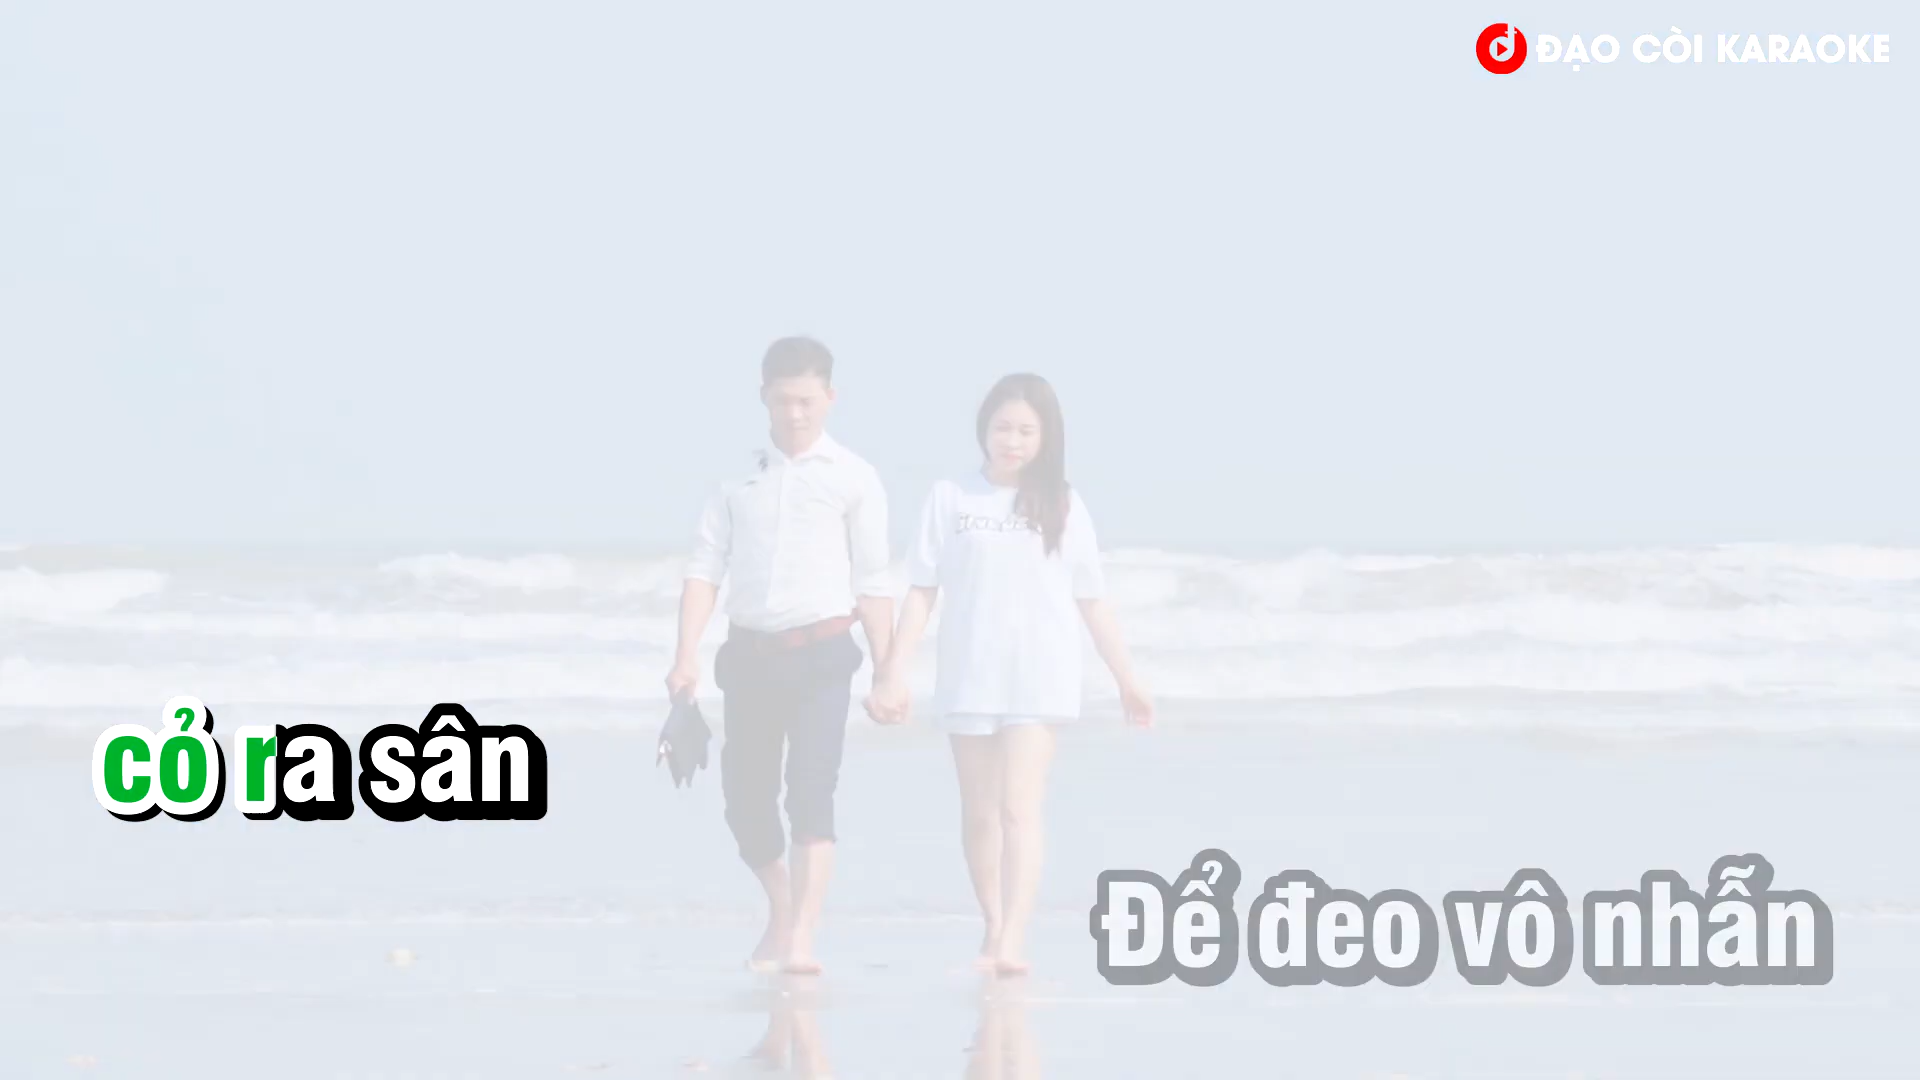 ĐẠO CÒI KARAOKE
cỏ ra sân
Để đeo vô nhẫn